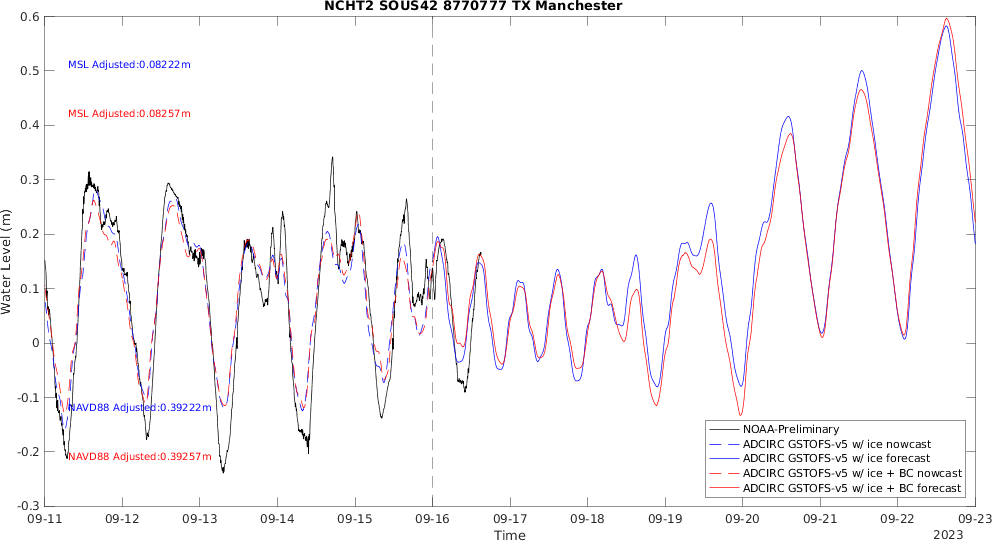 NCHT2 SOUS42 8770777 TX Manchester
0.6
0.5
0.4
0.3
0.2
0.1
0
-0.1
-0.2
-0.3
Water Level (m)
MSL Adjusted:0.08222m
MSL Adjusted:0.08257m
NAVD88 Adjusted:0.39222m
NAVD88 Adjusted:0.39257m
NOAA-Preliminary
ADCIRC GSTOFS-v5 w/ ice nowcast
ADCIRC GSTOFS-v5 w/ ice forecast
ADCIRC GSTOFS-v5 w/ ice + BC nowcast
ADCIRC GSTOFS-v5 w/ ice + BC forecast
09-11 09-12 09-13 09-14 09-15 09-16 09-17 09-18 09-19 09-20 09-21 09-22 09-23
Time
2023